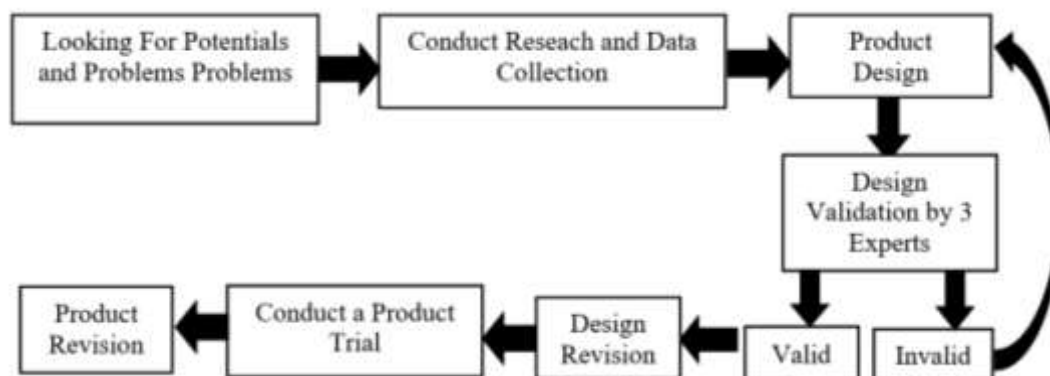 Looking For Potentials
and Problems Problems
Conduct Reseach and Data
Collection
Product
Design
Design
Validation by 3
Experts
Valid
Invalid
Design
Revision
Conduct a Product
Trial
Product
Revision